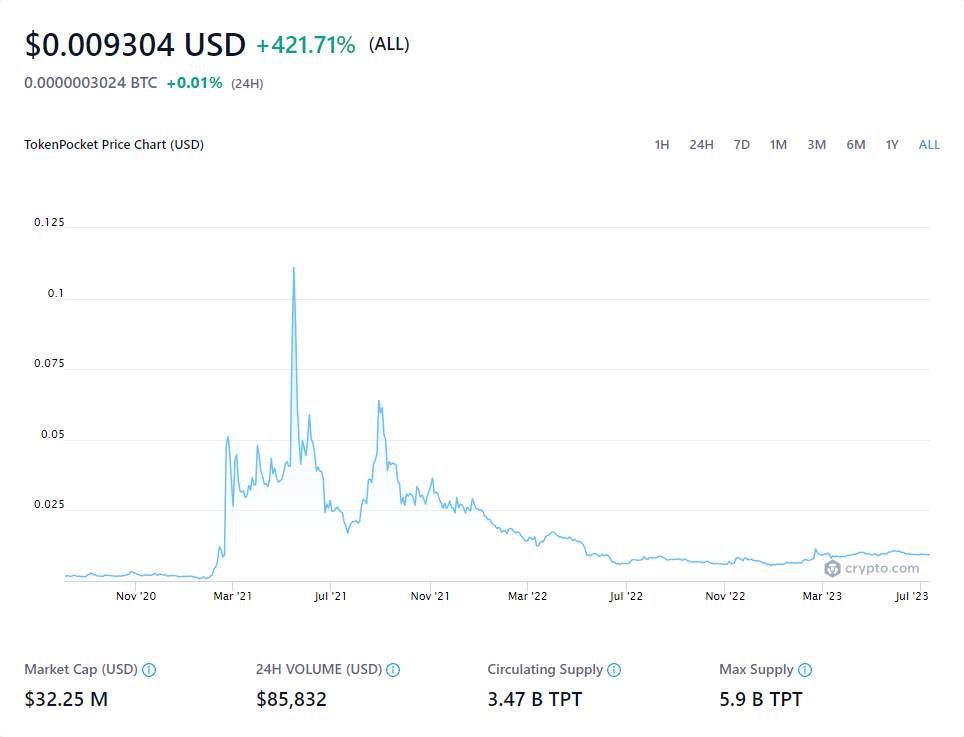 $0.009304 USD +421.71% (ALL)
0.0000003024 BTC +0.01% (24H)
TokenPocket Price Chart (USD) 1H 24H 7D 1M 3M 6M 1Y ALL
0.125
0.1
0.075
0.05
0.025
crypto.com
Nov '20 Mar '21 Jul '21 Nov '21 Mar '22 Jul '22 Nov '22 Mar '23 Jul '23
Market Cap (USD) 24H VOLUME (USD) Circulating Supply Max Supply
$32.25 M $85,832 3.47 B TPT 5.9 B TPT